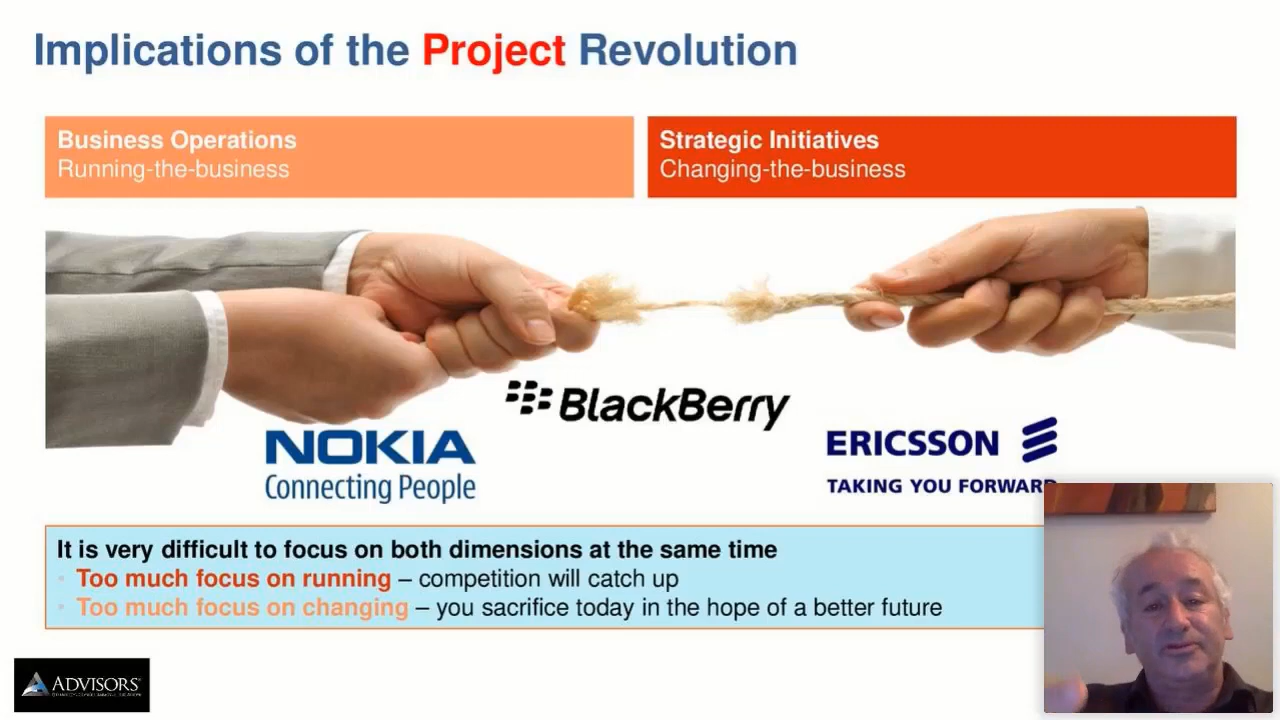 Implications of the Project Revolution
Business Operations
Running-the-business
Strategic Initiatives
Changing-the-business
BlackBerry
NOKIA
Connecting People
ERICSSON
TAKING YOU FORWARD
It is very difficult to focus on both dimensions at the same time
Too much focus on running – competition will catch up
Too much focus on changing – you sacrifice today in the hope of a better future
ADVISORS